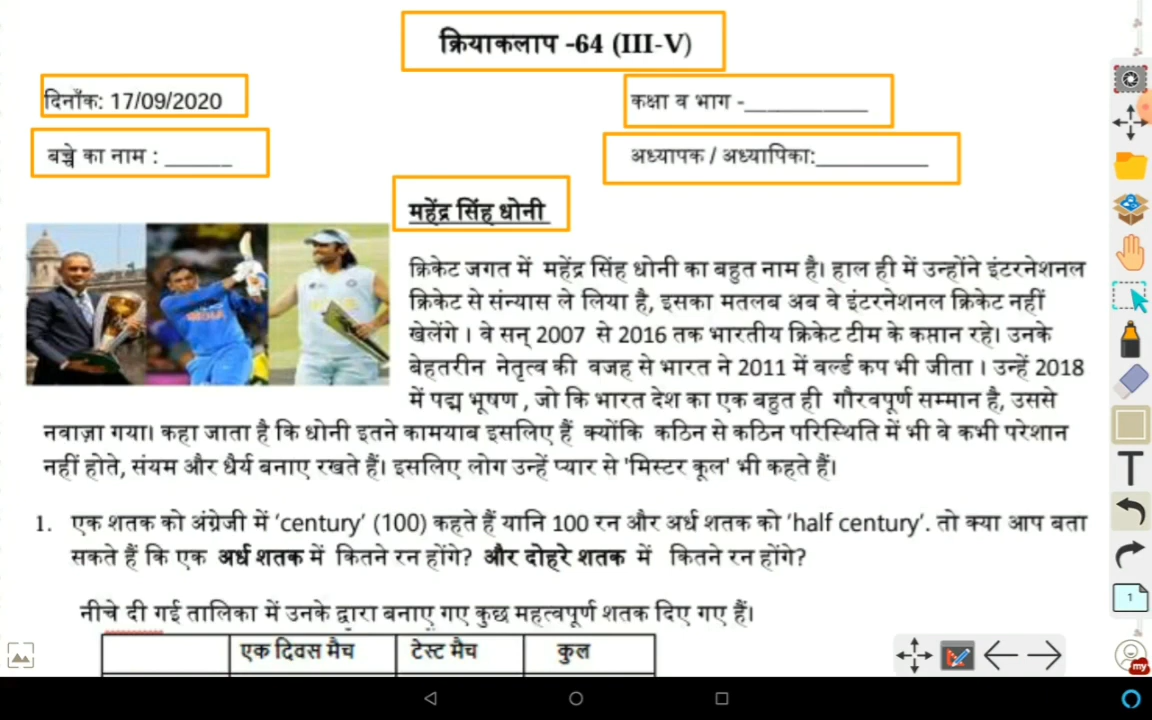 क्रियाकलाप -64 (III-V)
दिनाँक: 17/09/2020
कक्षा व भाग -___________
बच्चे का नाम : ______
अध्यापक / अध्यापिका:__________
महेंद्र सिंह धोनी
क्रिकेट जगत में महेंद्र सिंह धोनी का बहुत नाम है। हाल ही में उन्होंने इंटरनेशनल
क्रिकेट से संन्यास ले लिया है, इसका मतलब अब वे इंटरनेशनल क्रिकेट नहीं
खेलेंगे । वे सन् 2007 से 2016 तक भारतीय क्रिकेट टीम के कप्तान रहे। उनके
बेहतरीन नेतृत्व की वजह से भारत ने 2011 में वर्ल्ड कप भी जीता । उन्हें 2018
में पद्म भूषण , जो कि भारत देश का एक बहुत ही गौरवपूर्ण सम्मान है, उससे
नवाज़ा गया। कहा जाता है कि धोनी इतने कामयाब इसलिए हैं क्योंकि कठिन से कठिन परिस्थिति में भी वे कभी परेशान
नहीं होते, संयम और धैर्य बनाए रखते हैं। इसलिए लोग उन्हें प्यार से 'मिस्टर कूल' भी कहते हैं।
1. एक शतक को अंग्रेजी में ‘century’ (100) कहते हैं यानि 100 रन और अर्ध शतक को ‘half century’. तो क्या आप बता
सकते हैं कि एक अर्ध शतक में कितने रन होंगे? और दोहरे शतक में कितने रन होंगे?
नीचे दी गई तालिका में उनके द्वारा बनाए गए कुछ महत्वपूर्ण शतक दिए गए हैं।
एक दिवस मैच टेस्ट मैच कुल
INDIA
T
1
my